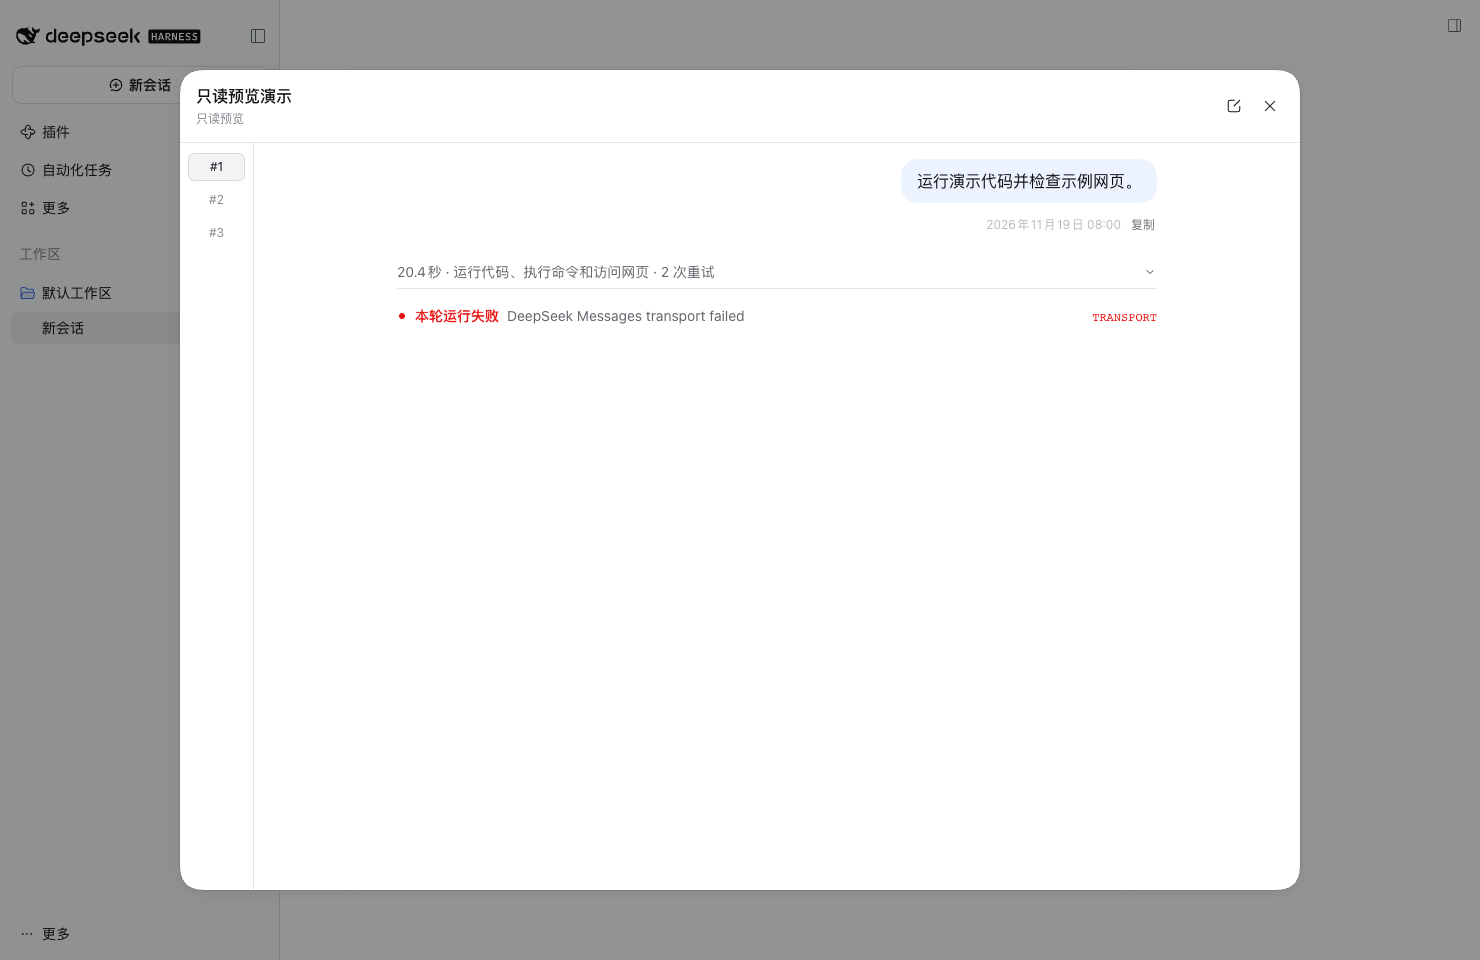 deepseek HARNESS
新会话
插件
自动化任务
更多
工作区
默认工作区
新会话
更多
只读预览演示
只读预览
#1
#2
#3
运行演示代码并检查示例网页。
2026年11月19日 08:00 复制
20.4秒 · 运行代码、执行命令和访问网页 · 2 次重试
本轮运行失败 DeepSeek Messages transport failed TRANSPORT